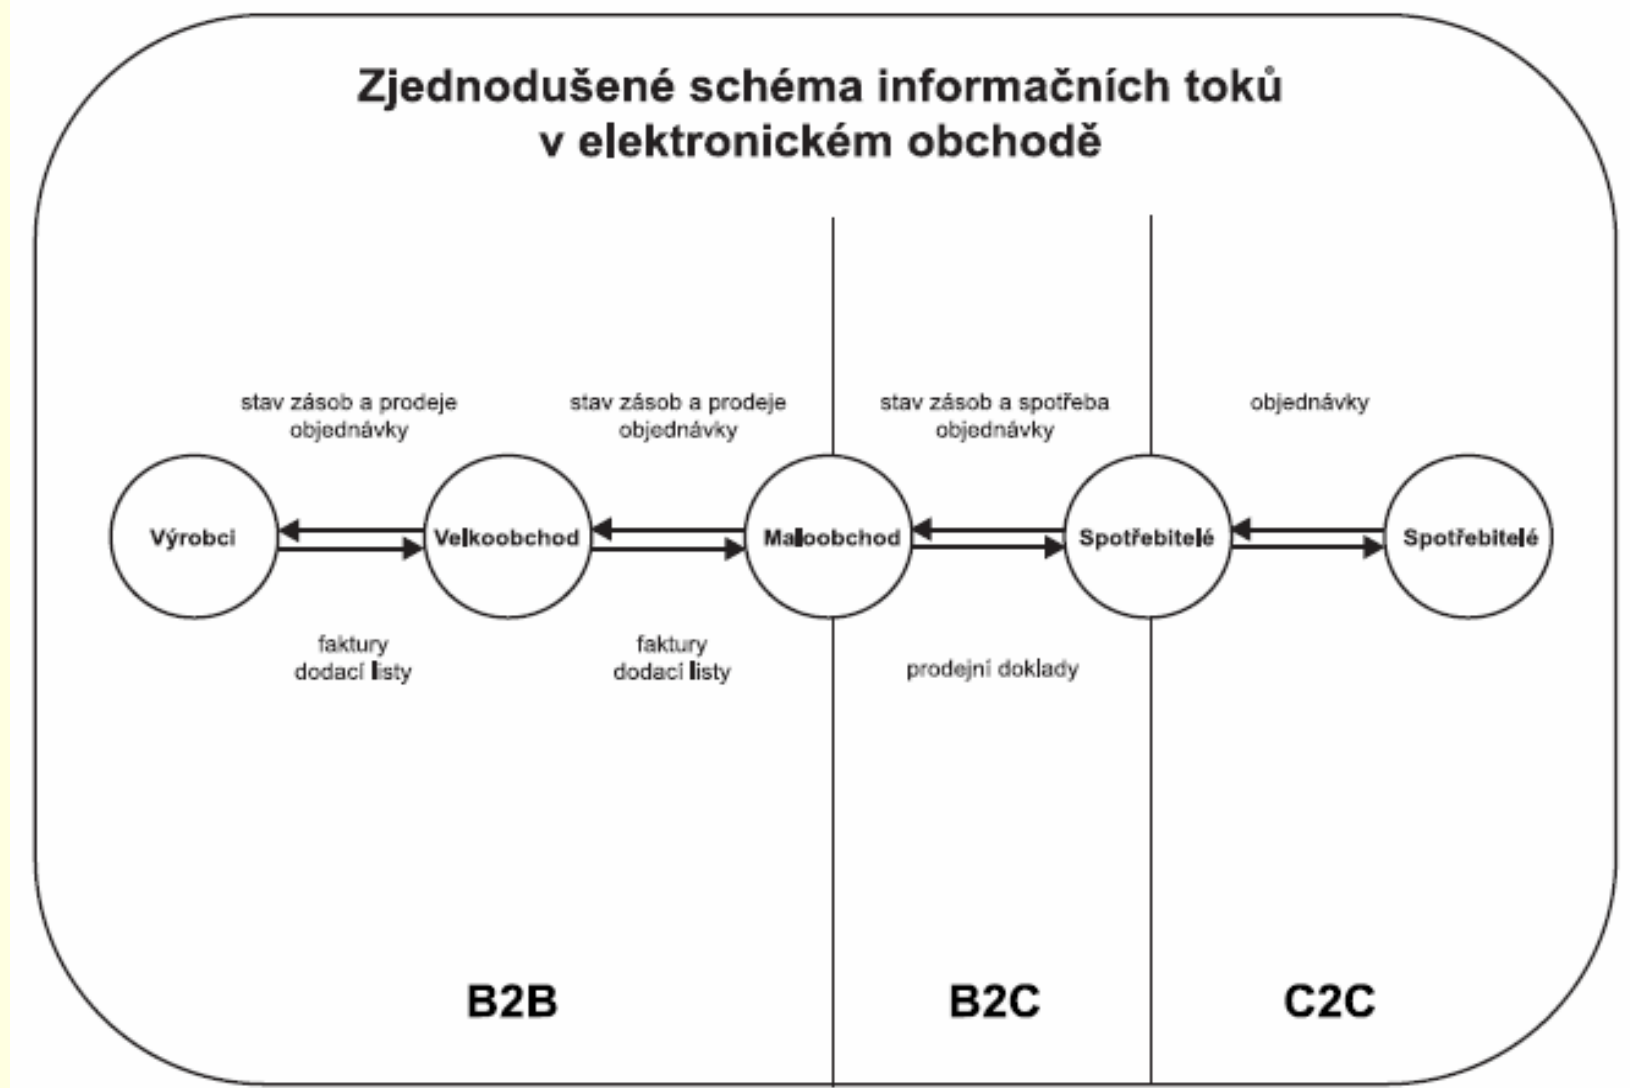 Zjednodušené schéma informačních toků
v elektronickém obchodě
stav zásob a prodeje
objednávky
stav zásob a prodeje
objednávky
stav zásob a spotřeba
objednávky
objednávky
Výrobci
Velkoobchod
Maloobchod
Spotřebitelé
Spotřebitelé
faktury
dodací listy
faktury
dodací listy
prodejní doklady
B2B
B2C
C2C